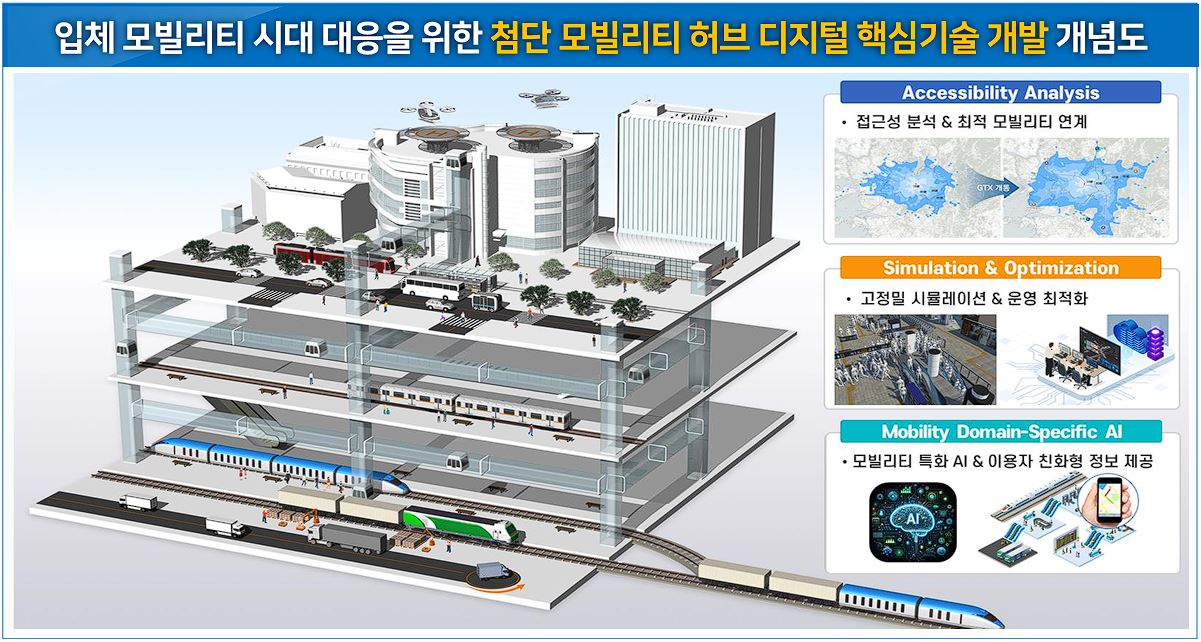 입체 모빌리티 시대 대응을 위한 첨단 모빌리티 허브 디지털 핵심기술 개발 개념도
H
H
Accessibility Analysis
• 접근성 분석 & 최적 모빌리티 연계
GTX 개통
Simulation & Optimization
• 고정밀 시뮬레이션 & 운영 최적화
Mobility Domain-Specific AI
• 모빌리티 특화 AI & 이용자 친화형 정보 제공
AI